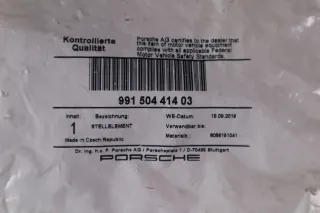 Kontrollierte
Qualität
Porsche AG certifies to the dealer that
this item of motor vehicle equipment
complies with all applicable Federal
Motor Vehicle Safety Standards.
991 504 414 03
Inhalt: Bezeichnung: WE-Datum: 18.09.2019
1 STELLELEMENT Verwendbar bis:
Made in Czech Republic Materialnr.: 8098191041
Dr. Ing. h.c. F. Porsche AG / Porscheplatz 1 / D-70435 Stuttgart
PORSCHE